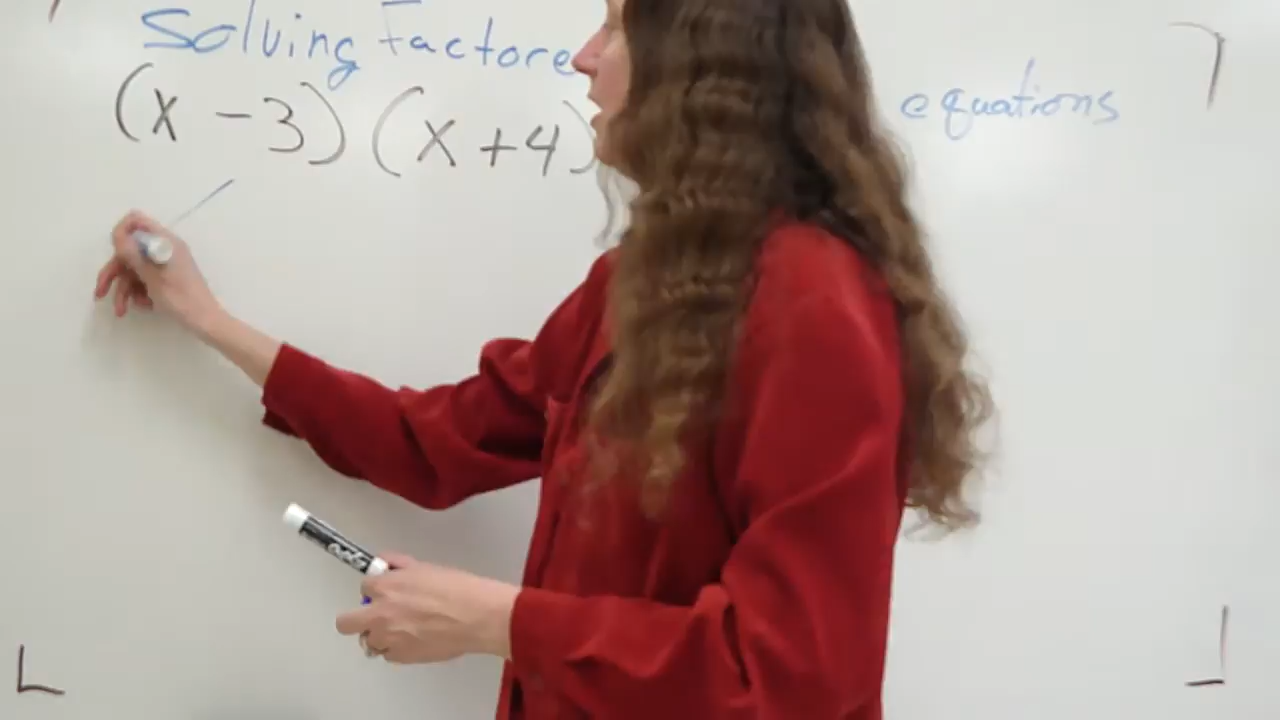 Solving Factore equations
(x - 3) (x + 4)